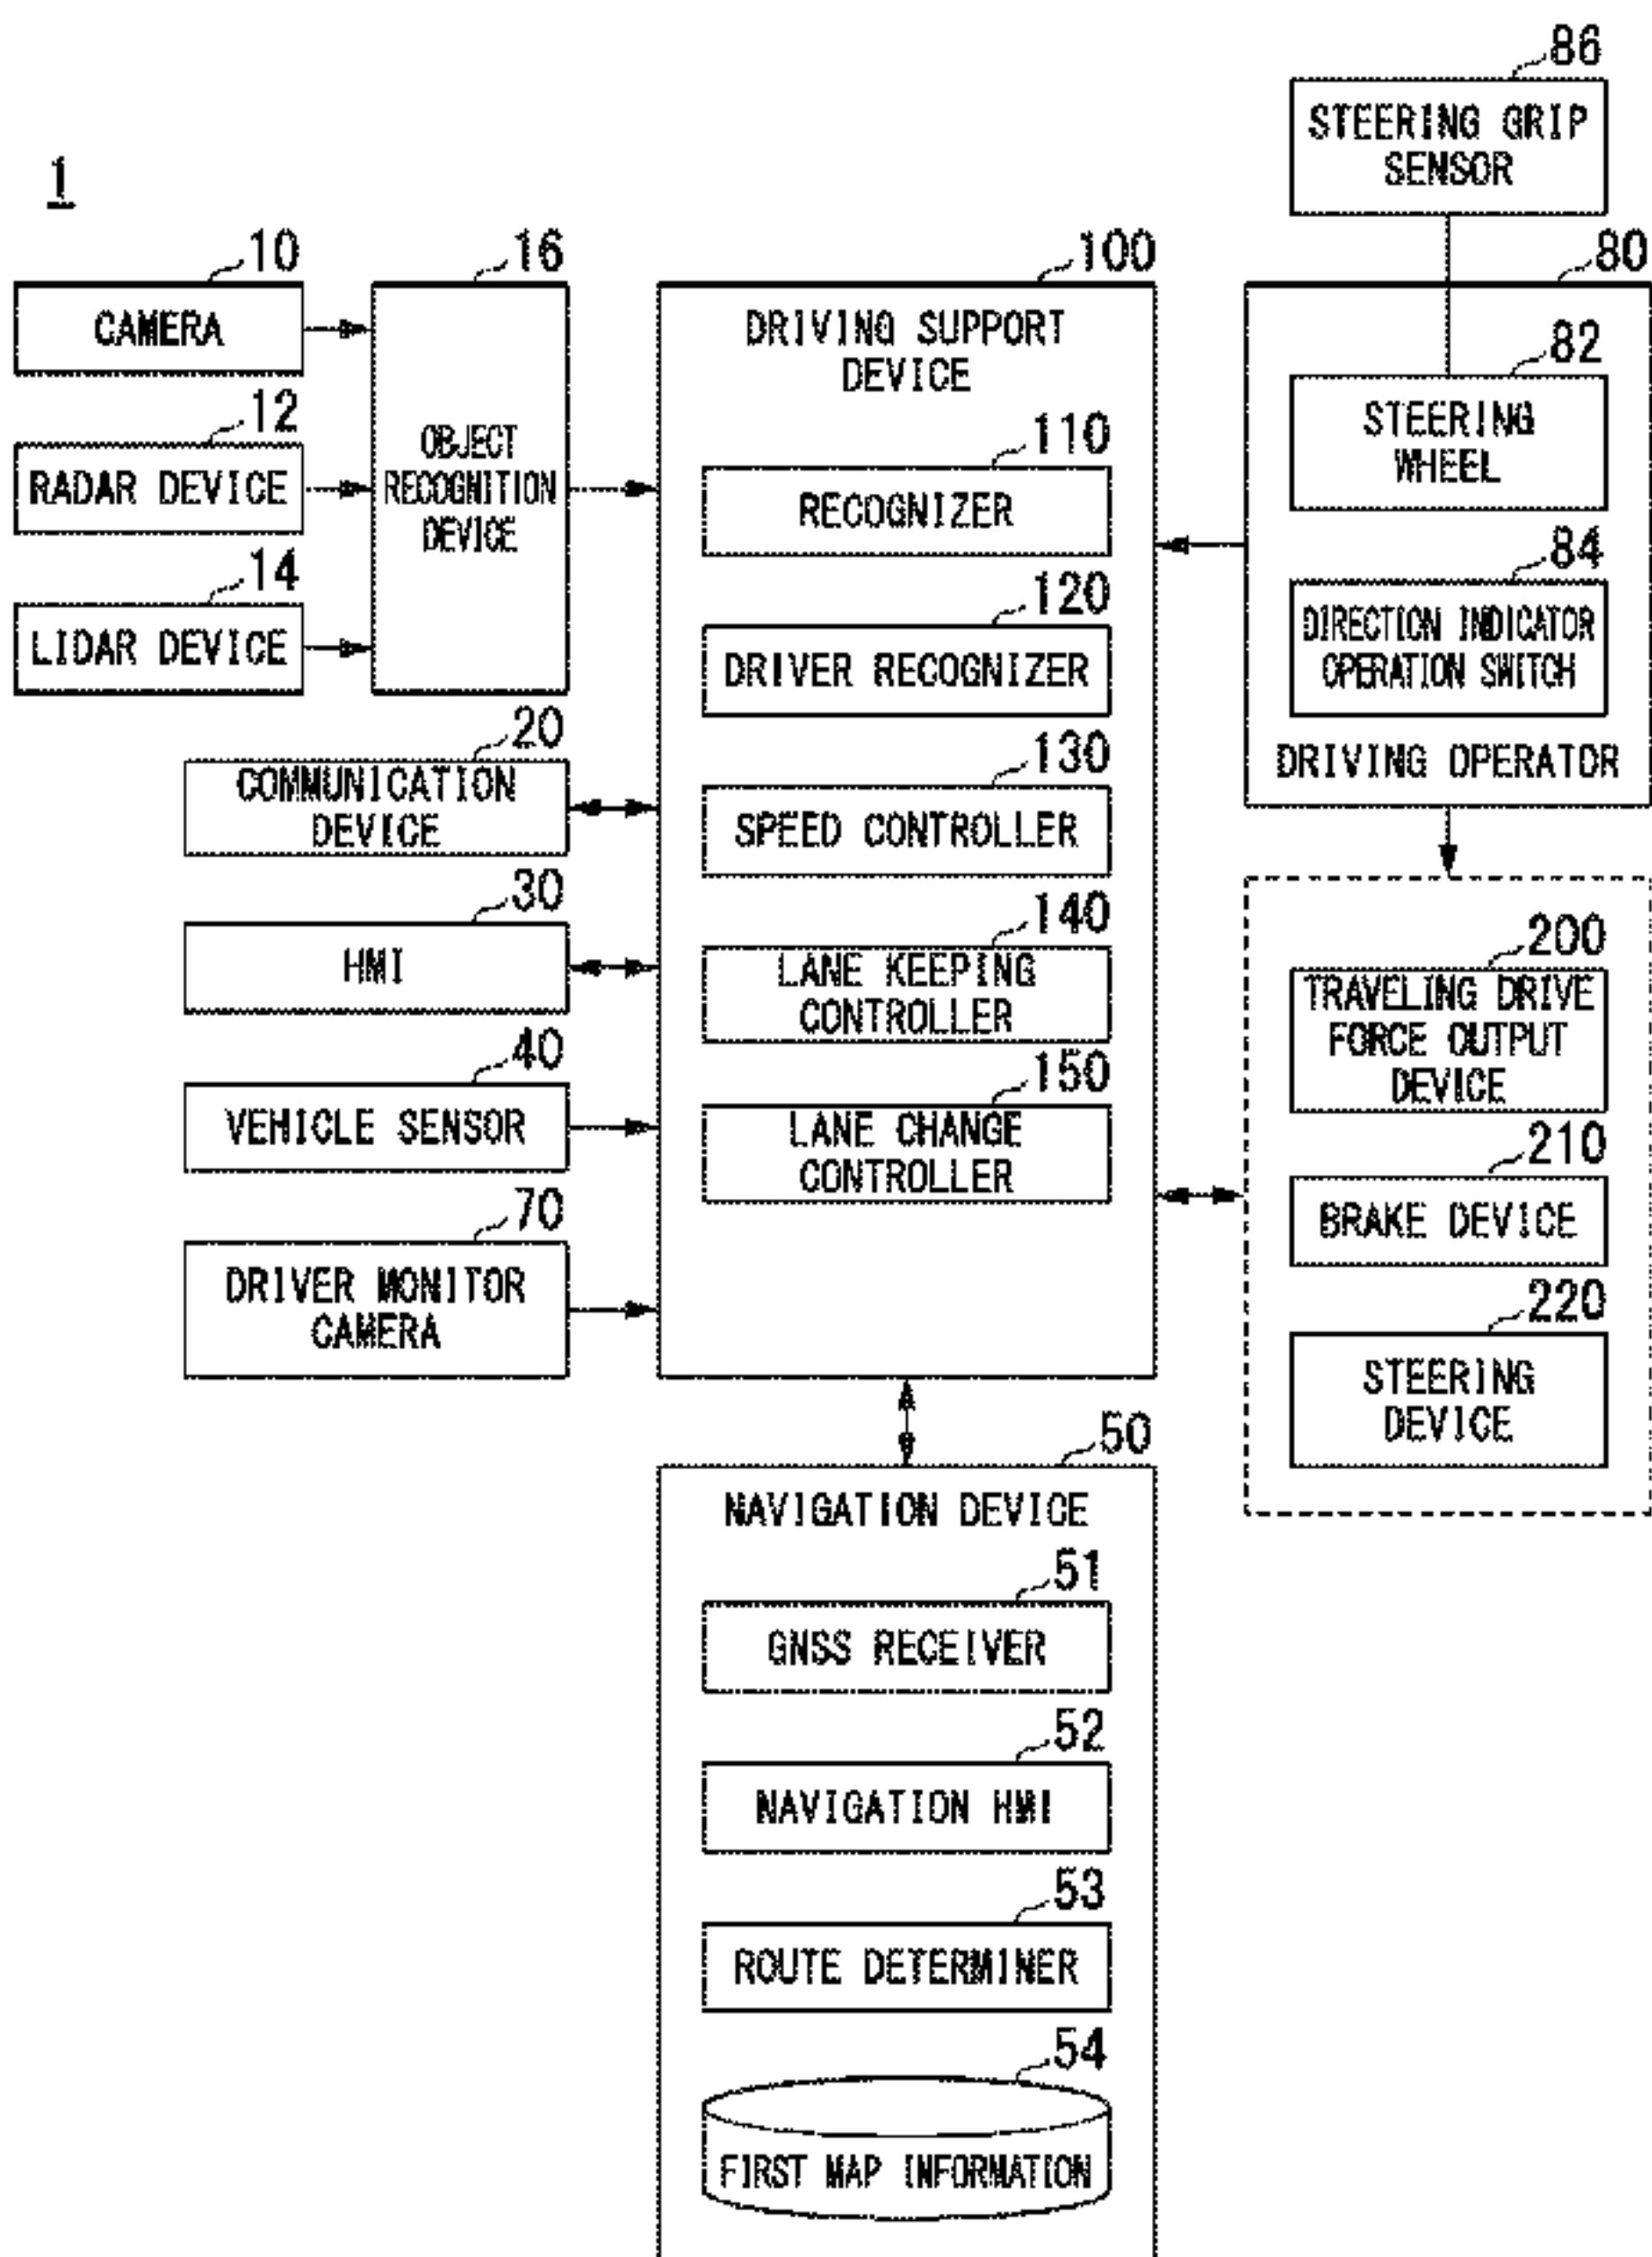 1
86
STEERING GRIP
SENSOR
10
CAMERA
12
RADAR DEVICE
14
LIDAR DEVICE
16
OBJECT
RECOGNITION
DEVICE
20
COMMUNICATION
DEVICE
30
HMI
40
VEHICLE SENSOR
70
DRIVER MONITOR
CAMERA
100
DRIVING SUPPORT
DEVICE
110
RECOGNIZER
120
DRIVER RECOGNIZER
130
SPEED CONTROLLER
140
LANE KEEPING
CONTROLLER
150
LANE CHANGE
CONTROLLER
80
82
STEERING
WHEEL
84
DIRECTION INDICATOR
OPERATION SWITCH
DRIVING OPERATOR
200
TRAVELING DRIVE
FORCE OUTPUT
DEVICE
210
BRAKE DEVICE
220
STEERING
DEVICE
50
NAVIGATION DEVICE
51
GNSS RECEIVER
52
NAVIGATION HMI
53
ROUTE DETERMINER
54
FIRST MAP INFORMATION